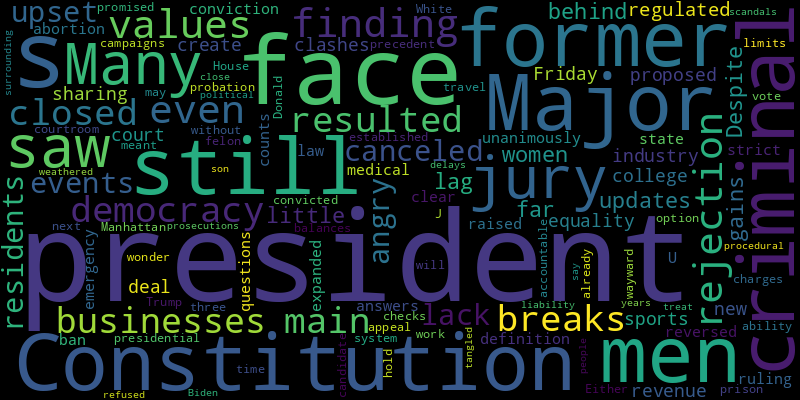 upset promised conviction White behind regulated scandals
abortion values finding former
surrounding campaigns create clashes precedent limits
S Many face House Donald travel Friday proposed Despite criminal
sharing may close probation political Major vote
closed even resulted
courtroom court without established unanimously state strict
saw meant felon counts law canceled women industry
still medical jury college
weathered son delays
residents events convicted angry lag updates rejection gains
democracy little clear J far equality option
next Manhattan prosecutions balances raised
president will U procedural
emergency wonder questions expanded accountable say already wayward
deal charges
Trump three answers liability years treat new ability
businesses main checks lack breaks sports
ban presidential appeal work definition reversed
Constitution system candidate hold tangled people men ruling
time Either revenue prison
refused Biden